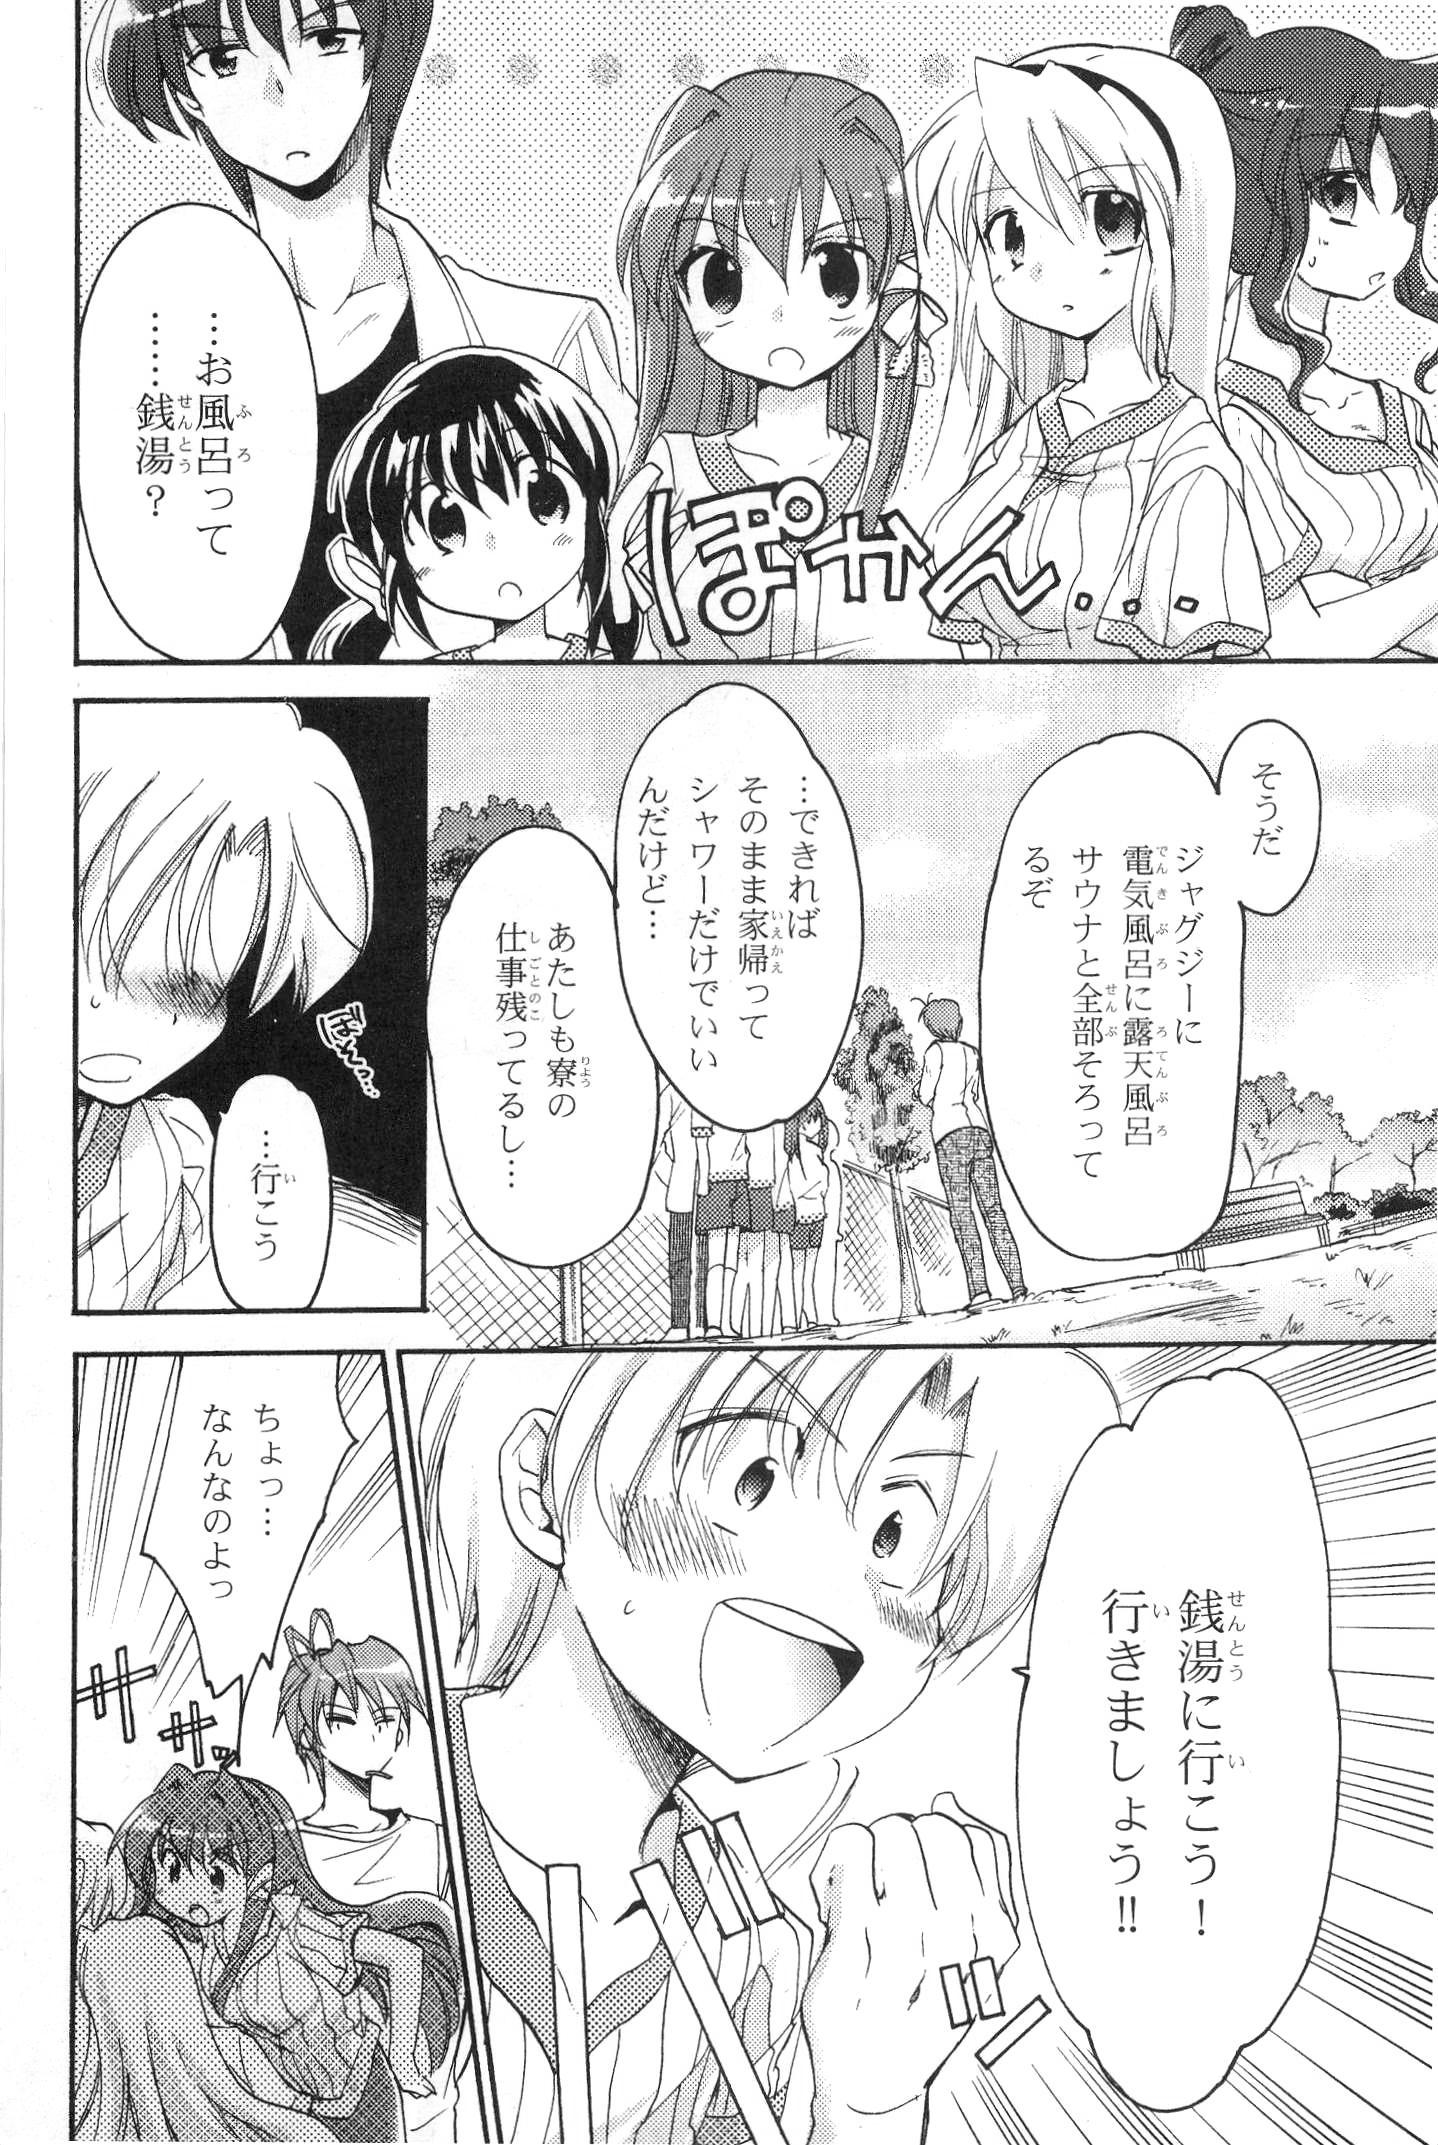 ぽかん…
…お風呂って
………銭湯？
そうだ
ジャグジーに
電気風呂に露天風呂
サウナと全部そろって
るぞ
…できれば
そのまま家帰って
シャワーだけでいい
んだけど…
あたしも寮の
仕事残ってるし…
ぼそっ…
…行こう
銭湯に行こう！
行きましょう!!
ちょっ…
なんなのよっ
ザザッ